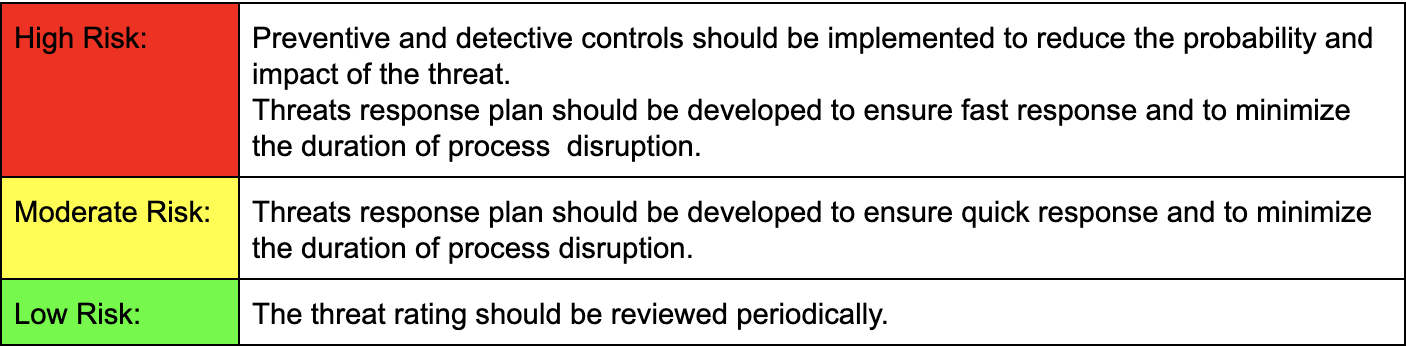 High Risk:
Preventive and detective controls should be implemented to reduce the probability and
impact of the threat.
Threats response plan should be developed to ensure fast response and to minimize
the duration of process  disruption.
Moderate Risk:
Threats response plan should be developed to ensure quick response and to minimize
the duration of process disruption.
Low Risk:
The threat rating should be reviewed periodically.